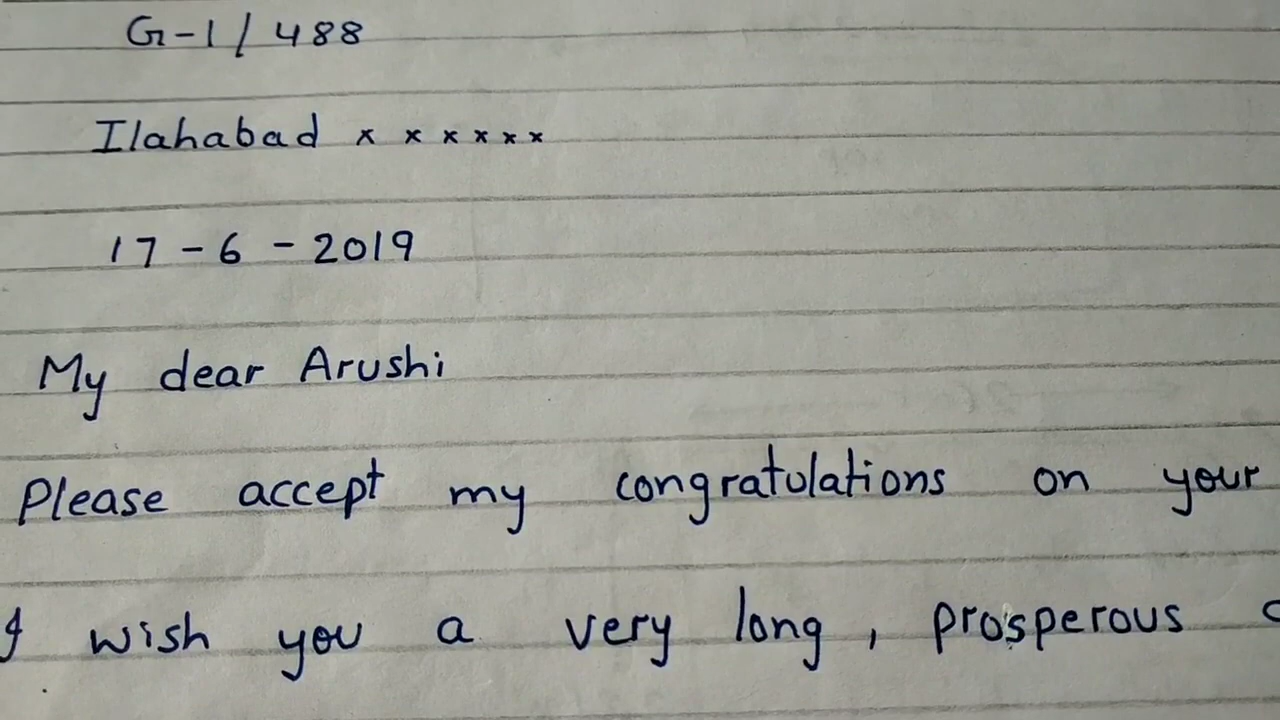 G-1/488
Ilahabad x x x x x x
17-6-2019
My dear Arushi
Please accept my congratulations on your
I wish you a very long, prosperous